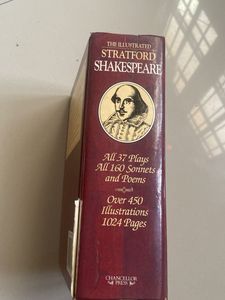 THE ILLUSTRATED
STRATFORD
SHAKESPEARE
All 37 Plays
All 160 Sonnets
and Poems
Over 450
Illustrations
1024 Pages
CHANCELLOR
PRESS